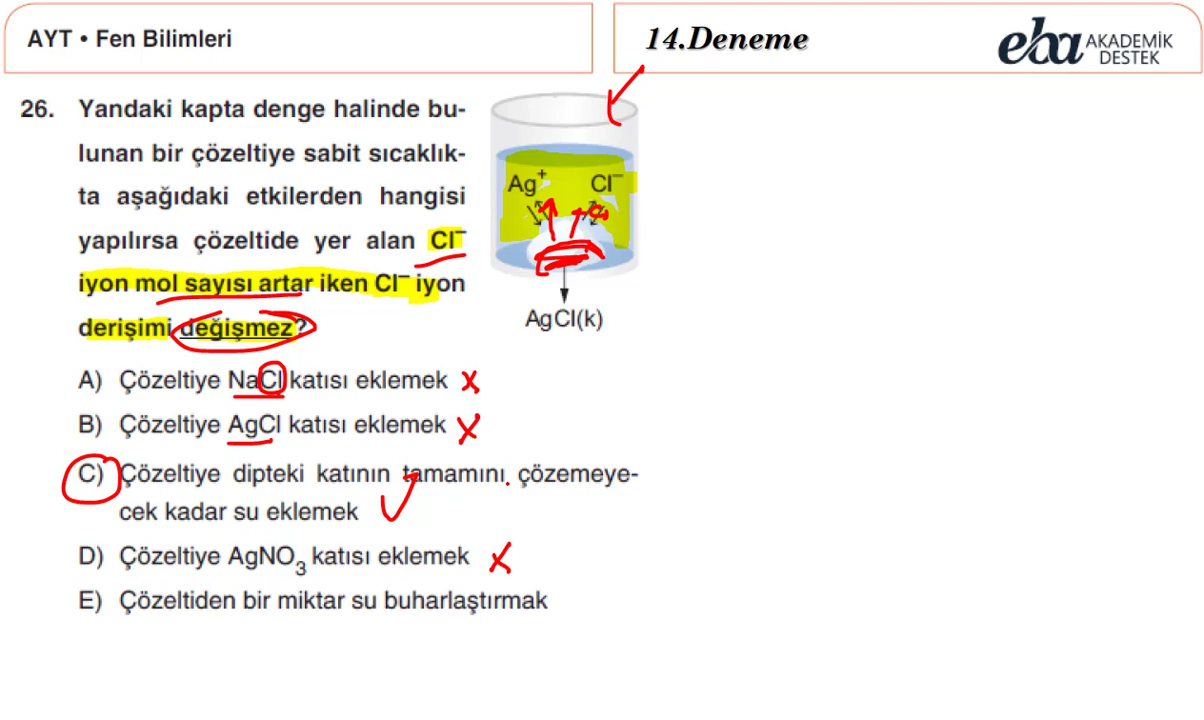 AYT • Fen Bilimleri
14.Deneme
eba AKADEMİK
DESTEK
26. Yandaki kapta denge halinde bu-
lunan bir çözeltiye sabit sıcaklık-
ta aşağıdaki etkilerden hangisi
yapılırsa çözeltide yer alan Cl⁻
iyon mol sayısı artar iken Cl⁻ iyon
derişimi değişmez?
Ag⁺ Cl⁻
AgCl(k)
A) Çözeltiye NaCl katısı eklemek
B) Çözeltiye AgCl katısı eklemek
C) Çözeltiye dipteki katının tamamını çözemeye-
cek kadar su eklemek
D) Çözeltiye AgNO₃ katısı eklemek
E) Çözeltiden bir miktar su buharlaştırmak